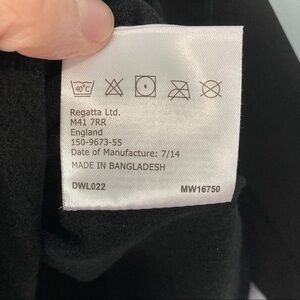 40°C
Regatta Ltd.
M41 7RR
England
150-9673-55
Date of Manufacture: 7/14
MADE IN BANGLADESH
DWL022 MW16750